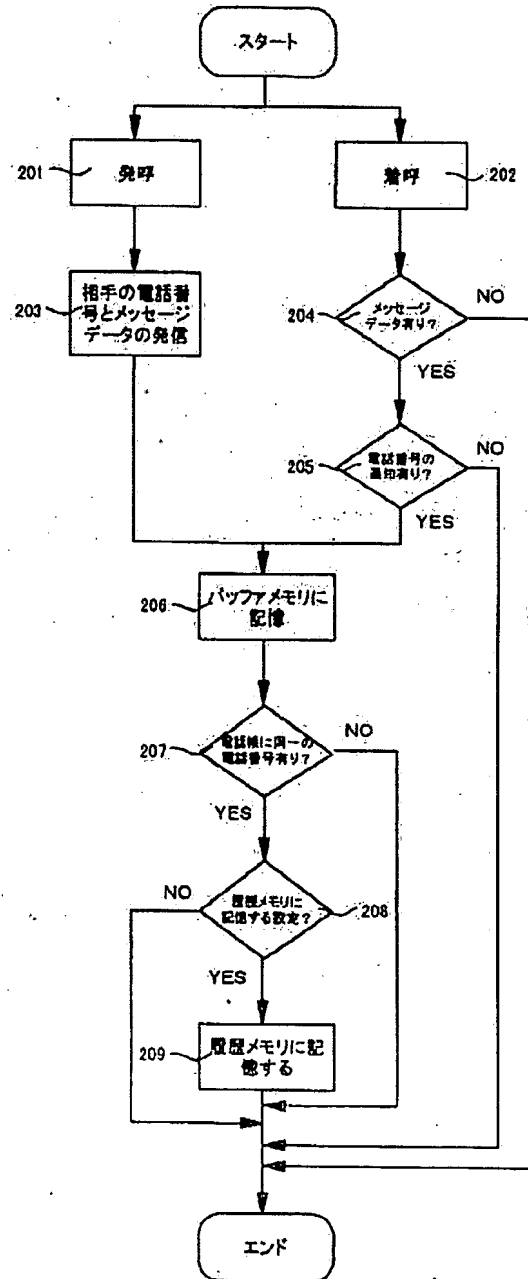 スタート
201
発呼
着呼
202
203
相手の電話番
号とメッセージ
データの発信
204
メッセージ
データ有り?
NO
YES
205
電話番号の
通知有り?
NO
YES
206
バッファメモリに
記憶
207
電話帳に同一の
電話番号有り?
NO
YES
NO
履歴メモリに
記憶する設定?
208
YES
209
履歴メモリに記
憶する
エンド